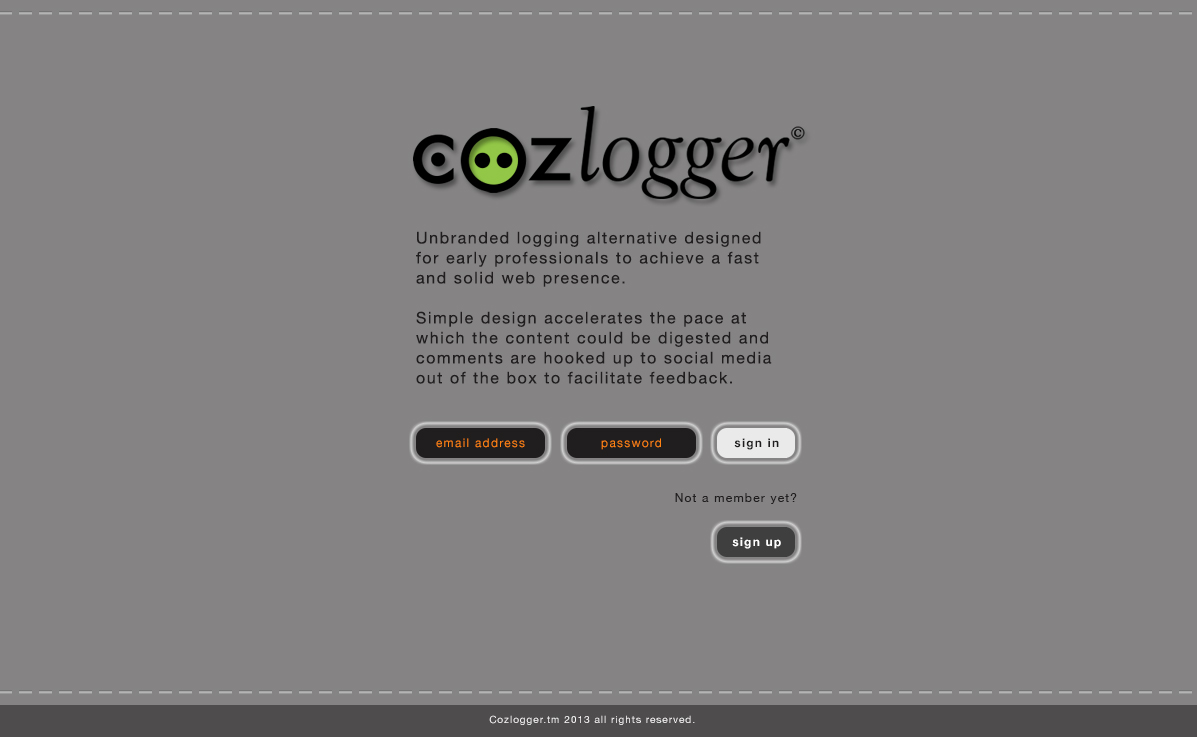 cozlogger©
Unbranded logging alternative designed
for early professionals to achieve a fast
and solid web presence.
Simple design accelerates the pace at
which the content could be digested and
comments are hooked up to social media
out of the box to facilitate feedback.
email address password sign in
Not a member yet?
sign up
Cozlogger.tm 2013 all rights reserved.